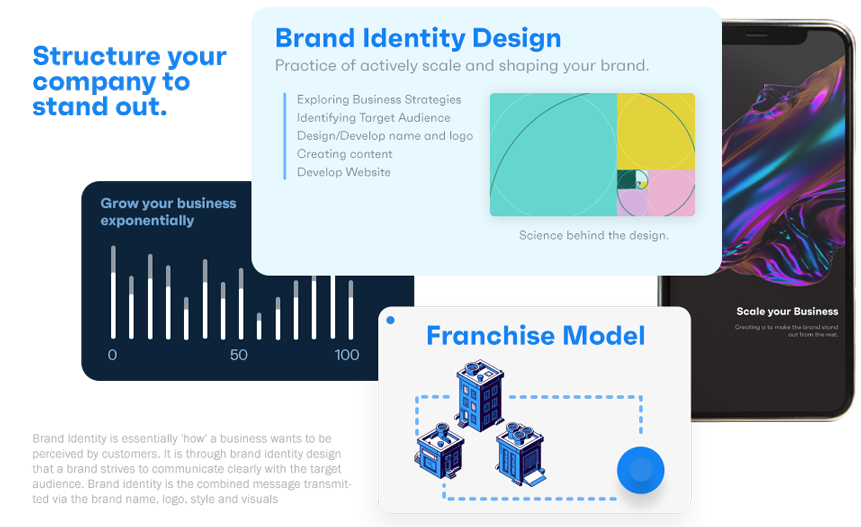 Structure your
company to
stand out.
Brand Identity Design
Practice of actively scale and shaping your brand.
Exploring Business Strategies
Identifying Target Audience
Design/Develop name and logo
Creating content
Develop Website
Science behind the design.
Grow your business
exponentially
0 50 100
Scale your Business
Creating a to make the brand stand
out from the rest.
Franchise Model
Brand Identity is essentially 'how' a business wants to be
perceived by customers. It is through brand identity design
that a brand strives to communicate clearly with the target
audience. Brand identity is the combined message transmit-
ted via the brand name, logo, style and visuals